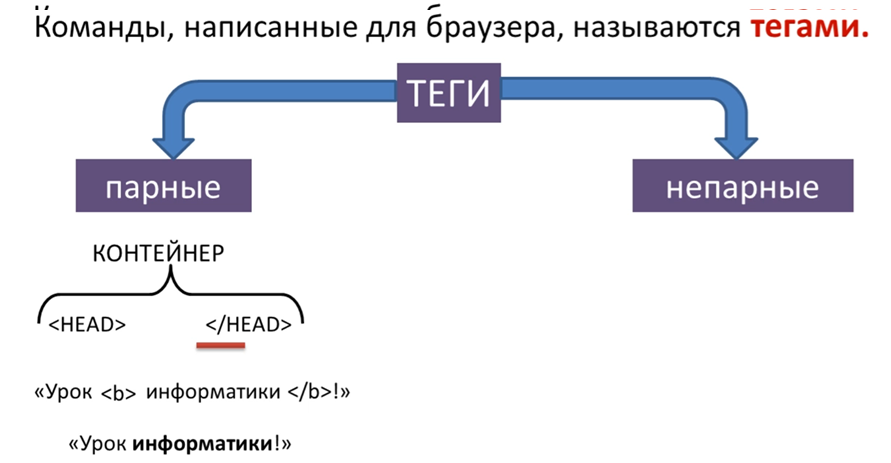 Команды, написанные для браузера, называются тегами.
ТЕГИ
парные
непарные
КОНТЕЙНЕР
<HEAD> </HEAD>
«Урок <b> информатики </b>!»
«Урок информатики!»